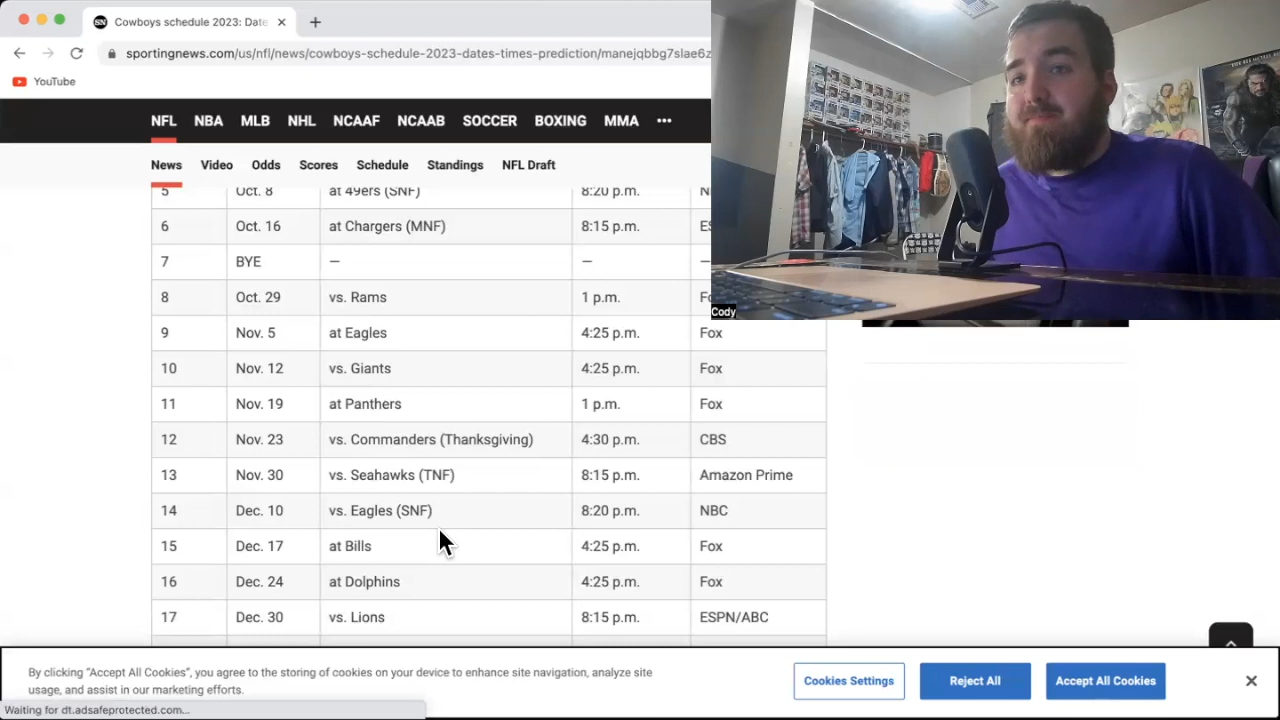 SN Cowboys schedule 2023: Date
sportingnews.com/us/nfl/news/cowboys-schedule-2023-dates-times-prediction/manejqbbg7slae6z
YouTube
NFL NBA MLB NHL NCAAF NCAAB SOCCER BOXING MMA
News Video Odds Scores Schedule Standings NFL Draft
5 Oct. 8 at 49ers (SNF) 8:20 p.m. N
6 Oct. 16 at Chargers (MNF) 8:15 p.m. ES
7 BYE — — —
8 Oct. 29 vs. Rams 1 p.m. Fo
Cody
9 Nov. 5 at Eagles 4:25 p.m. Fox
10 Nov. 12 vs. Giants 4:25 p.m. Fox
11 Nov. 19 at Panthers 1 p.m. Fox
12 Nov. 23 vs. Commanders (Thanksgiving) 4:30 p.m. CBS
13 Nov. 30 vs. Seahawks (TNF) 8:15 p.m. Amazon Prime
14 Dec. 10 vs. Eagles (SNF) 8:20 p.m. NBC
15 Dec. 17 at Bills 4:25 p.m. Fox
16 Dec. 24 at Dolphins 4:25 p.m. Fox
17 Dec. 30 vs. Lions 8:15 p.m. ESPN/ABC
By clicking “Accept All Cookies”, you agree to the storing of cookies on your device to enhance site navigation, analyze site
usage, and assist in our marketing efforts.
Cookies Settings Reject All Accept All Cookies
Waiting for dt.adsafeprotected.com...